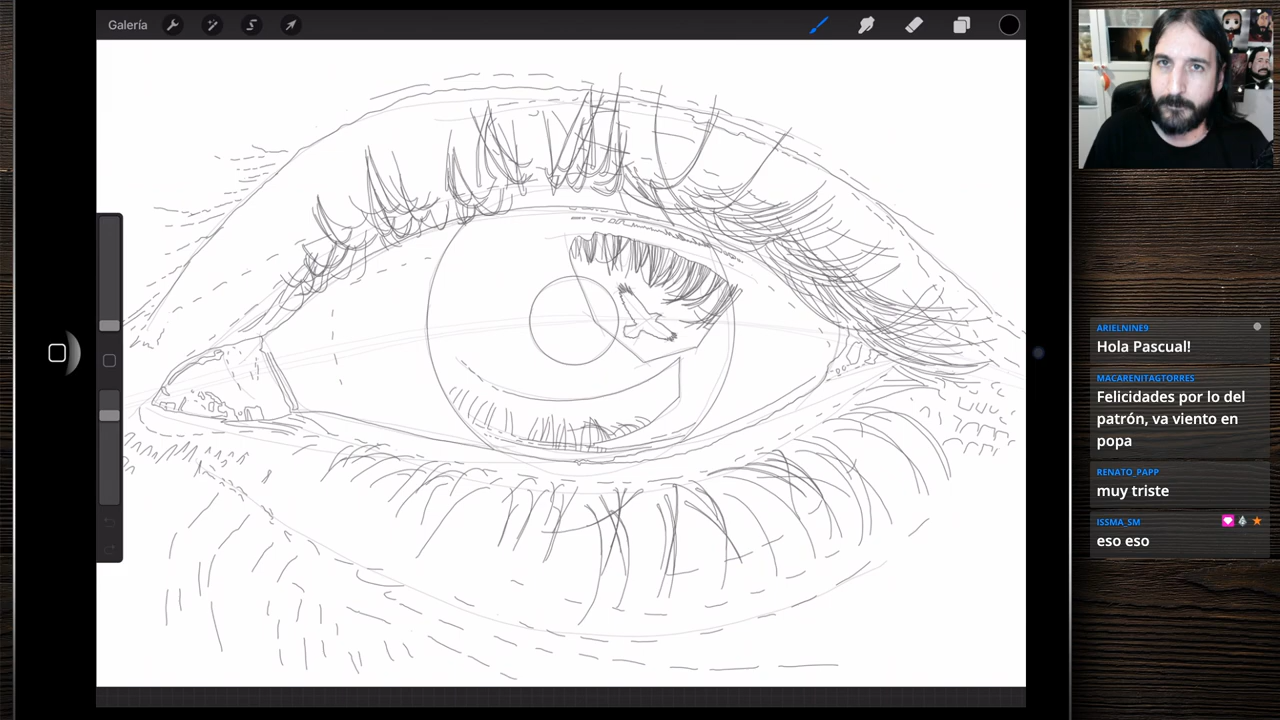 Galería
ARIELNINE9
Hola Pascual!
MACARENITAGTORRES
Felicidades por lo del
patrón, va viento en
popa
RENATO_PAPP
muy triste
ISSMA_SM
eso eso